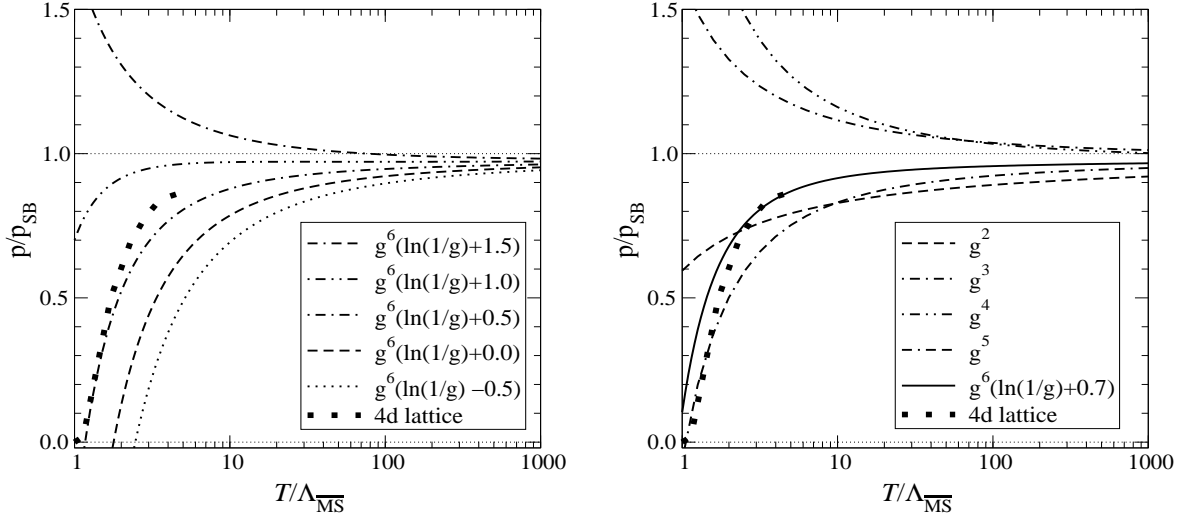 1.5
1.0
0.5
0.0
p/p_SB
1
10
100
1000
T/Λ_MS̅
g^6(ln(1/g)+1.5)
g^6(ln(1/g)+1.0)
g^6(ln(1/g)+0.5)
g^6(ln(1/g)+0.0)
g^6(ln(1/g) −0.5)
4d lattice
1.5
1.0
0.5
0.0
p/p_SB
1
10
100
1000
T/Λ_MS̅
g^2
g^3
g^4
g^5
g^6(ln(1/g)+0.7)
4d lattice